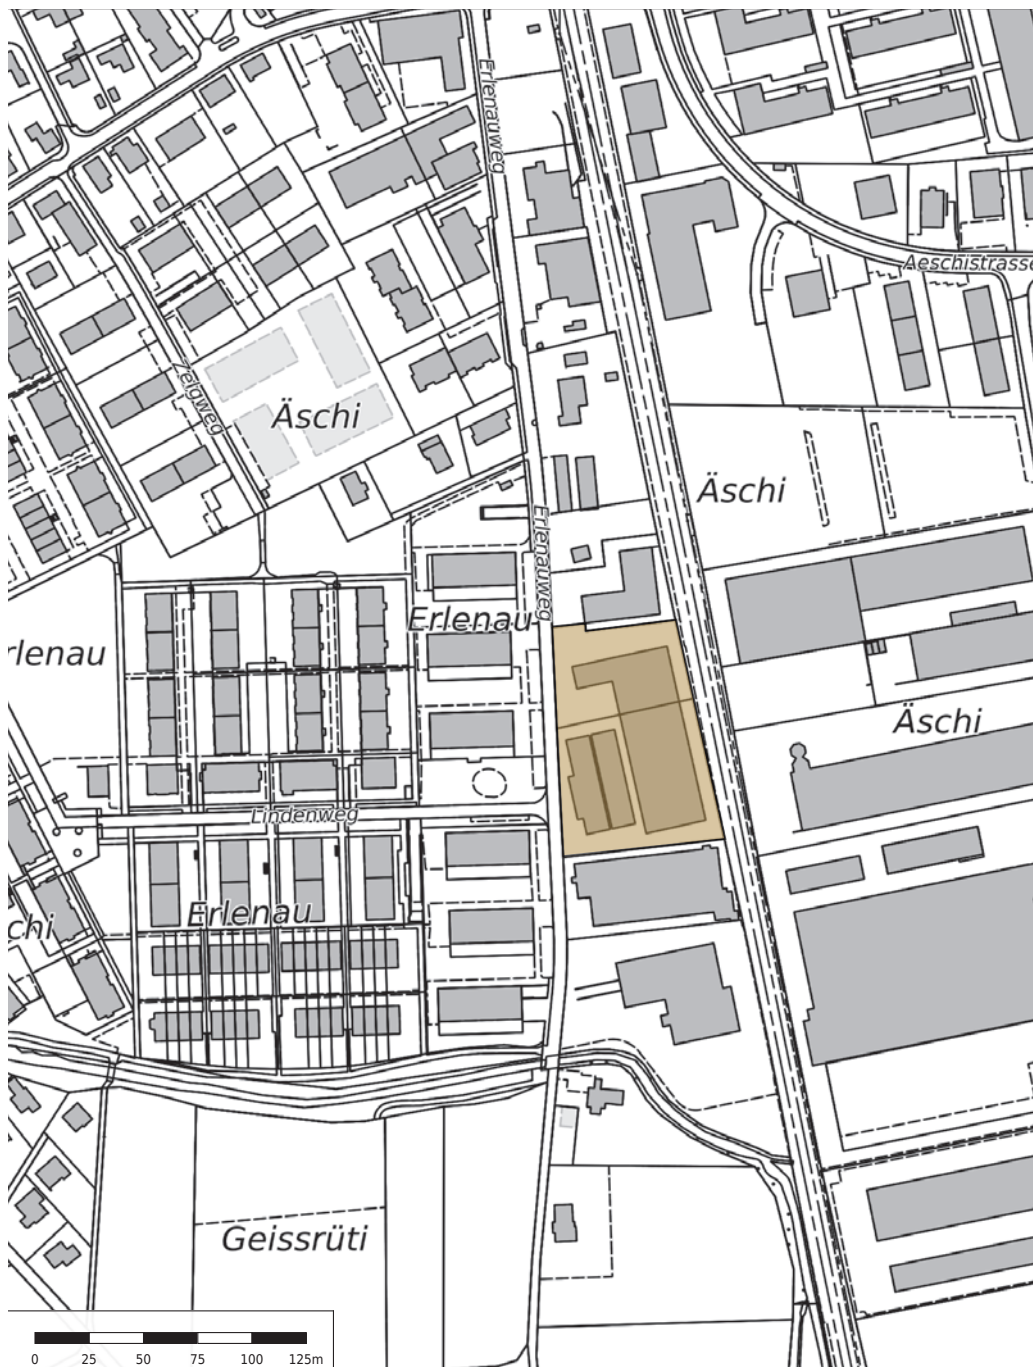 Erlenauweg
Aeschistrasse
Zelgweg
Äschi
Äschi
Erlenauweg
Erlenau
rlenau
Äschi
Lindenweg
Erlenau
chi
Geissrüti
0 25 50 75 100 125m